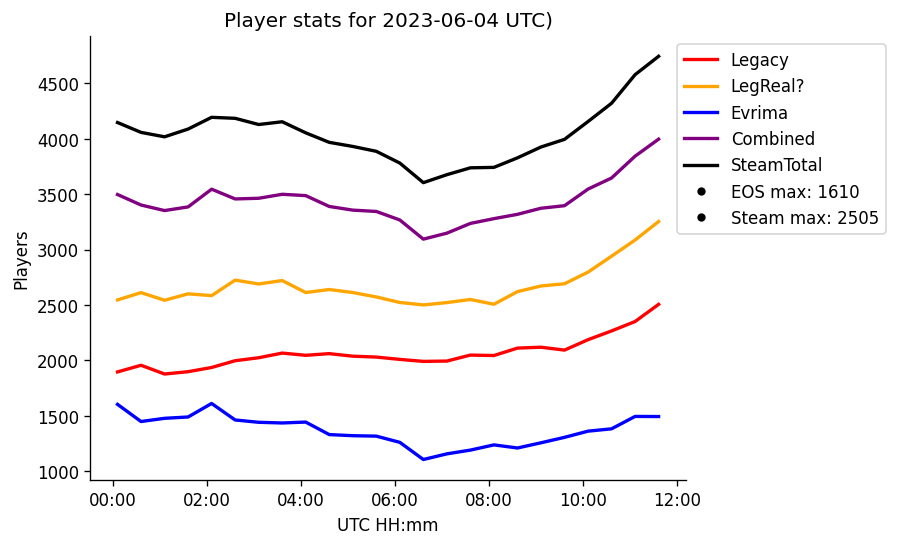 Player stats for 2023-06-04 UTC)
Legacy
LegReal?
Evrima
Combined
SteamTotal
EOS max: 1610
Steam max: 2505
Players
4500
4000
3500
3000
2500
2000
1500
1000
00:00 02:00 04:00 06:00 08:00 10:00 12:00
UTC HH:mm